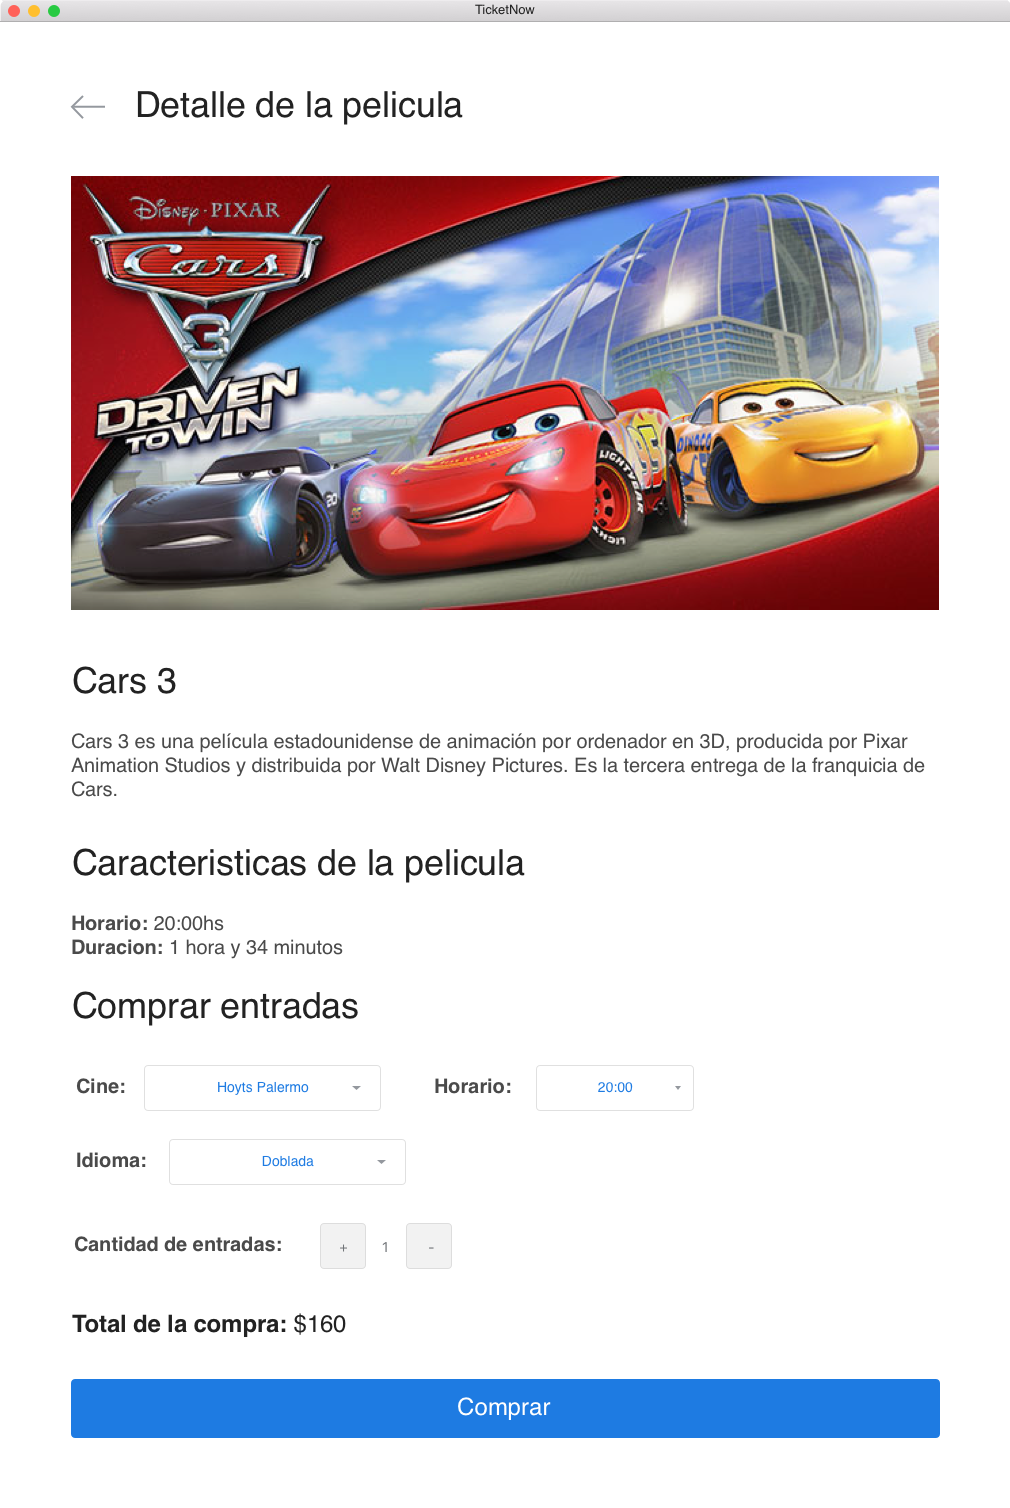 TicketNow
Detalle de la pelicula
DISNEY · PIXAR
Cars
3
DRIVEN
TO WIN
20
LIGHTYEAR
LIGHT
DINOCO
Cars 3
Cars 3 es una película estadounidense de animación por ordenador en 3D, producida por Pixar
Animation Studios y distribuida por Walt Disney Pictures. Es la tercera entrega de la franquicia de
Cars.
Caracteristicas de la pelicula
Horario: 20:00hs
Duracion: 1 hora y 34 minutos
Comprar entradas
Cine: Hoyts Palermo Horario: 20:00
Idioma: Doblada
Cantidad de entradas: + 1 -
Total de la compra: $160
Comprar